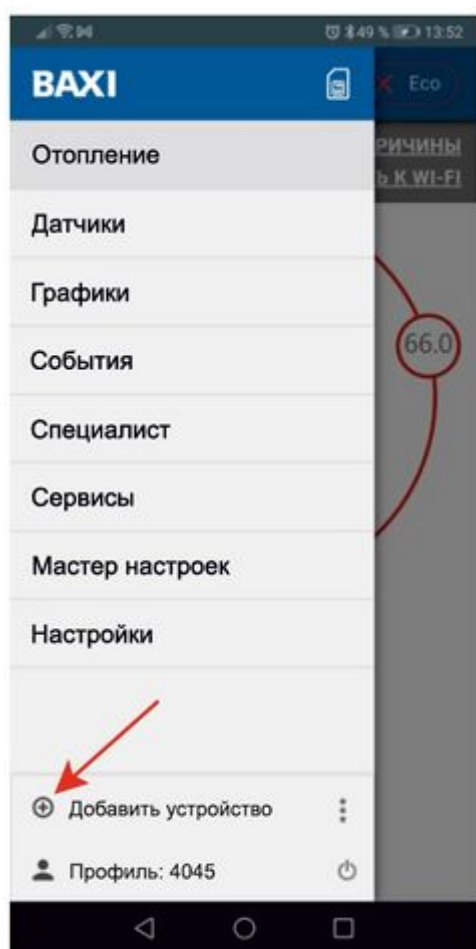 49 % 13:52
BAXI
Eco
Отопление
РИЧИНЫ
Ь К WI-FI
Датчики
Графики
66.0
События
Специалист
Сервисы
Мастер настроек
Настройки
Добавить устройство
Профиль: 4045